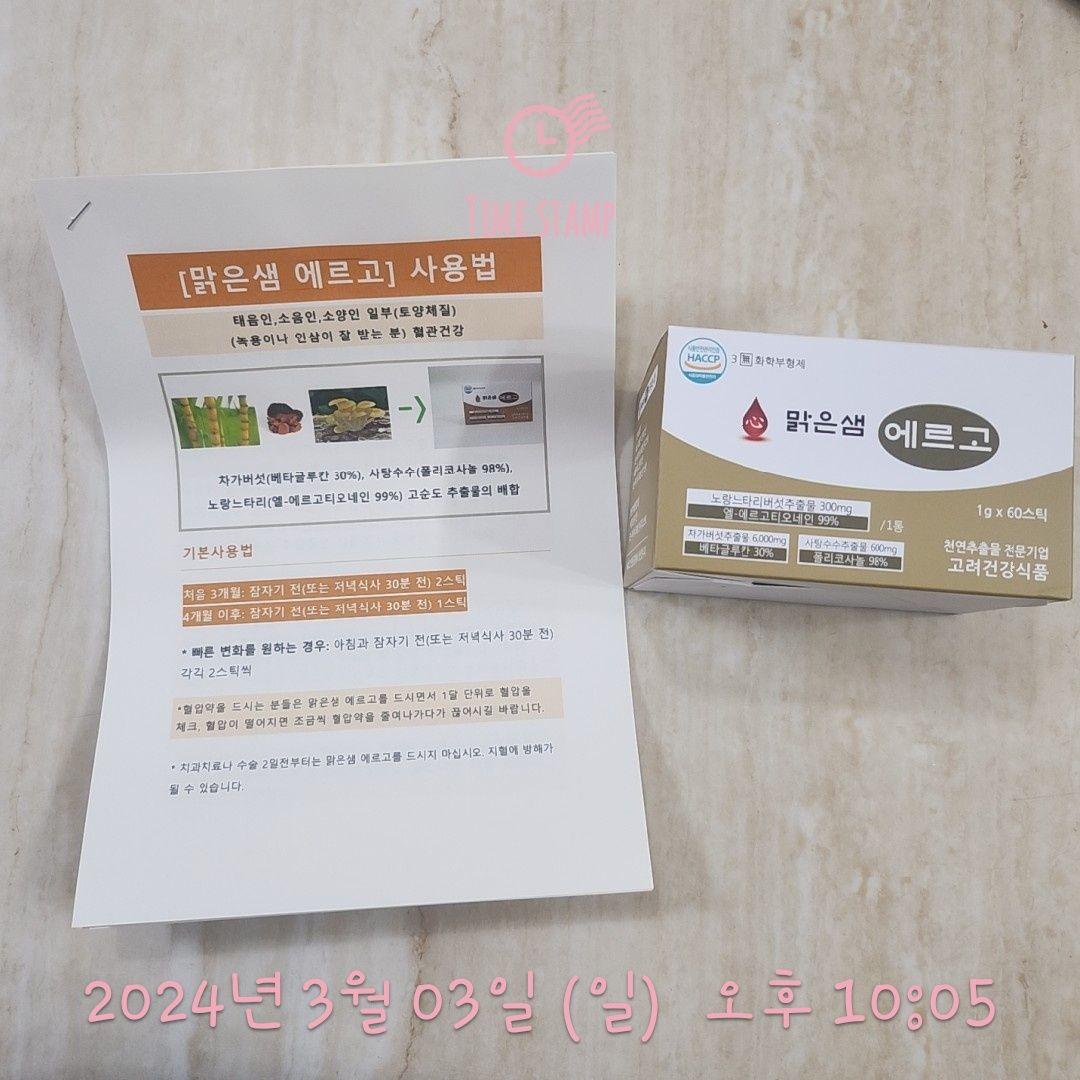 TIME STAMP
[맑은샘 에르고] 사용법
태음인,소음인,소양인 일부(토양체질)
(녹용이나 인삼이 잘 받는 분) 혈관건강
맑은샘 에르고
차가버섯(베타글루칸 30%), 사탕수수(폴리코사놀 98%),
노랑느타리(엘-에르고티오네인 99%) 고순도 추출물의 배합
기본사용법
처음 3개월: 잠자기 전(또는 저녁식사 30분 전) 2스틱
4개월 이후: 잠자기 전(또는 저녁식사 30분 전) 1스틱
* 빠른 변화를 원하는 경우: 아침과 잠자기 전(또는 저녁식사 30분 전)
각각 2스틱씩
*혈압약을 드시는 분들은 맑은샘 에르고를 드시면서 1달 단위로 혈압을
체크, 혈압이 떨어지면 조금씩 혈압약을 줄여나가다가 끊어시길 바랍니다.
* 치과치료나 수술 2일전부터는 맑은샘 에르고를 드시지 마십시오. 지혈에 방해가
될 수 있습니다.
HACCP
3 無 화학부형제
心 맑은샘 에르고
노랑느타리버섯추출물 300mg
엘-에르고티오네인 99%
/1통
1g x 60스틱
차가버섯추출물 6,000mg
베타글루칸 30%
사탕수수추출물 600mg
폴리코사놀 98%
천연추출물 전문기업
고려건강식품
2024년 3월 03일 (일) 오후 10:05